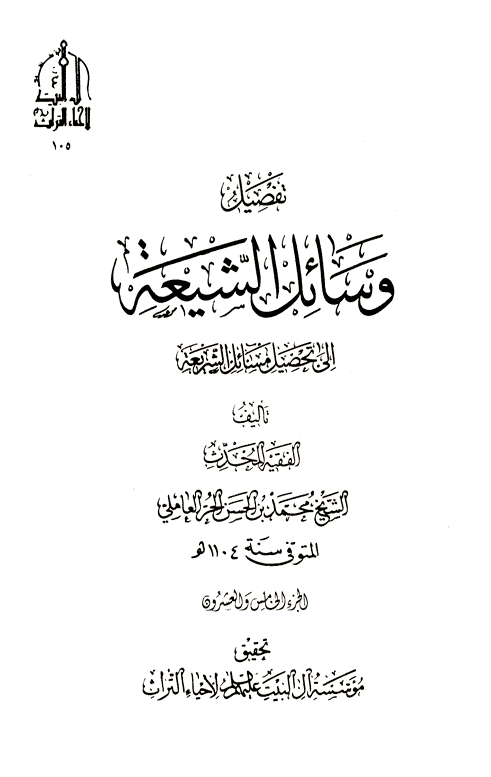 آل البيت
لإحياء التراث
١٠٥
تفصيل
وسائل الشيعة
إلى تحصيل مسائل الشريعة
تأليف
الفقيه المحدث
الشيخ محمد بن الحسن الحر العاملي
المتوفى سنة ١١٠٤ هـ
الجزء الخامس والعشرون
تحقيق
مؤسسة آل البيت عليهم السلام لإحياء التراث